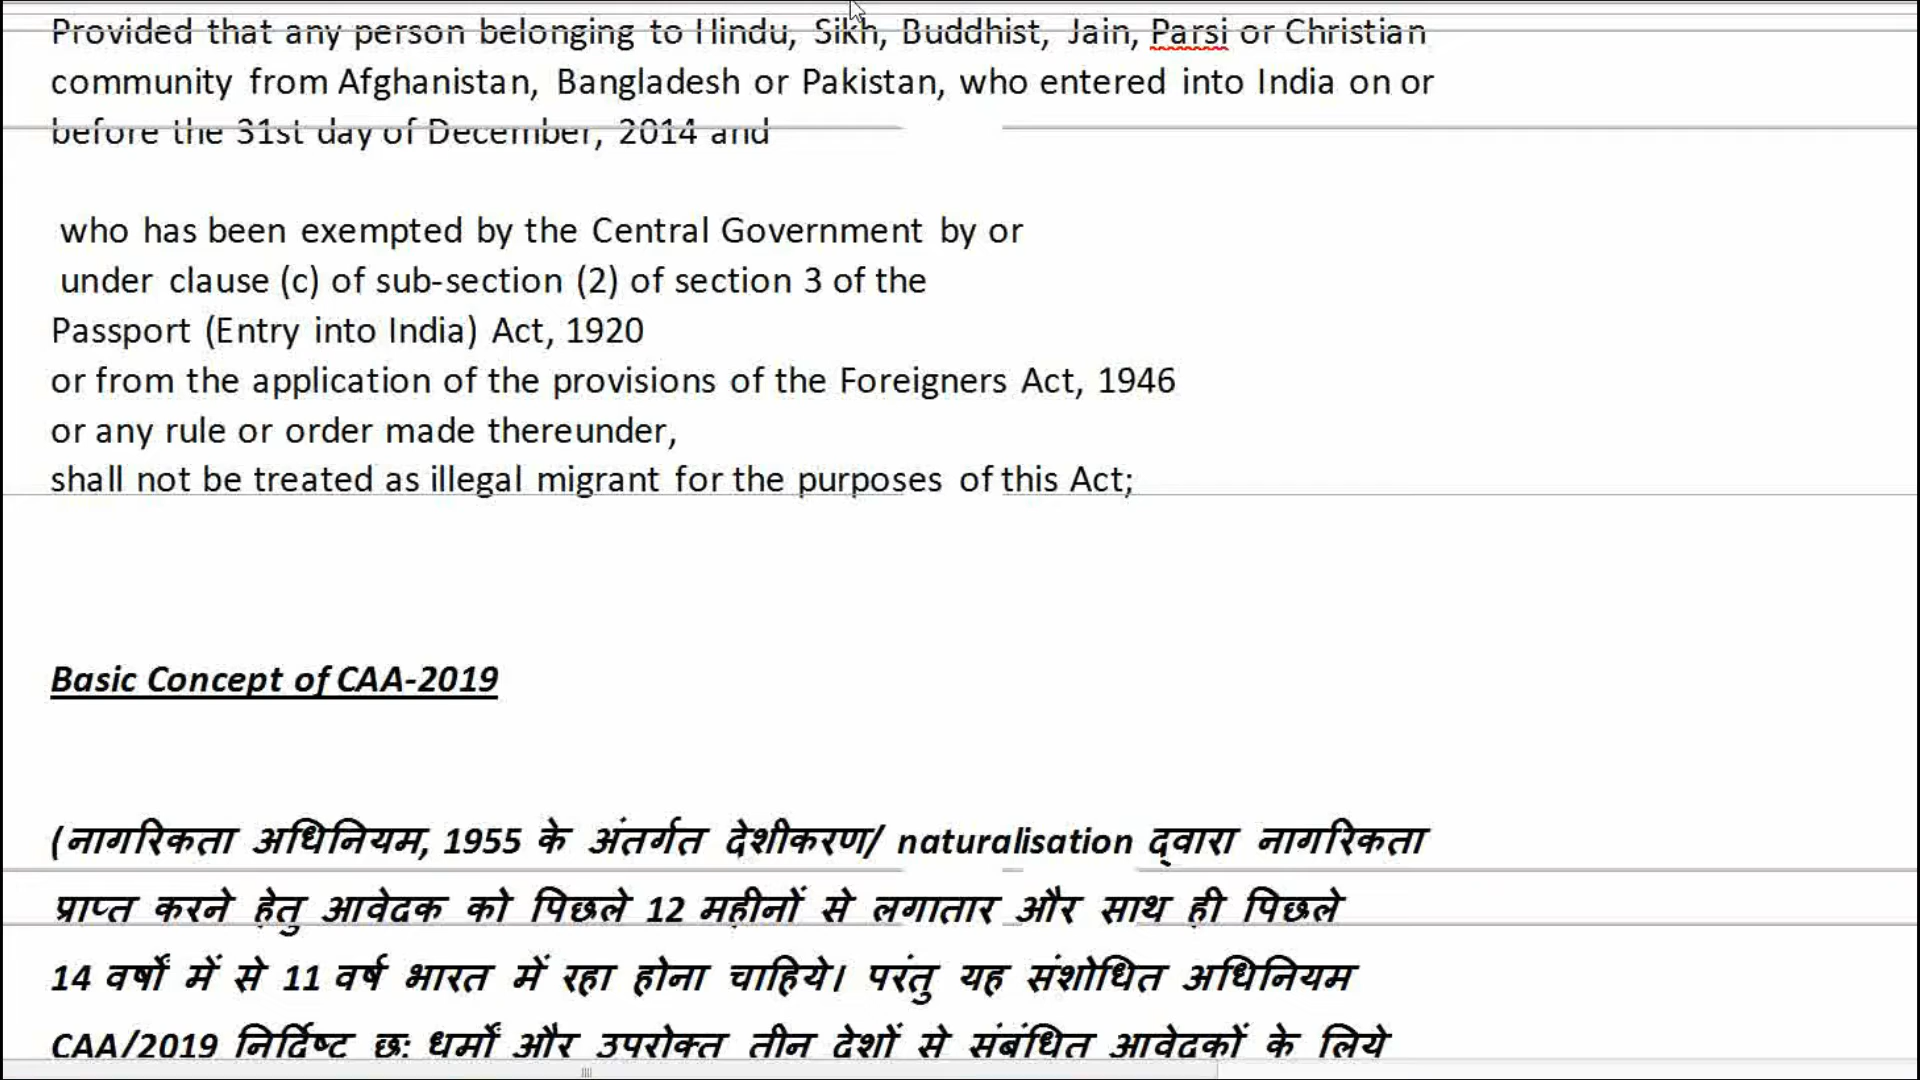 Provided that any person belonging to Hindu, Sikh, Buddhist, Jain, Parsi or Christian
community from Afghanistan, Bangladesh or Pakistan, who entered into India on or
before the 31st day of December, 2014 and
who has been exempted by the Central Government by or
under clause (c) of sub-section (2) of section 3 of the
Passport (Entry into India) Act, 1920
or from the application of the provisions of the Foreigners Act, 1946
or any rule or order made thereunder,
shall not be treated as illegal migrant for the purposes of this Act;
Basic Concept of CAA-2019
(नागरिकता अधिनियम, 1955 के अंतर्गत देशीकरण/ naturalisation द्वारा नागरिकता
प्राप्त करने हेतु आवेदक को पिछले 12 महीनों से लगातार और साथ ही पिछले
14 वर्षों में से 11 वर्ष भारत में रहा होना चाहिये। परंतु यह संशोधित अधिनियम
CAA/2019 निर्दिष्ट छः धर्मों और उपरोक्त तीन देशों से संबंधित आवेदकों के लिये